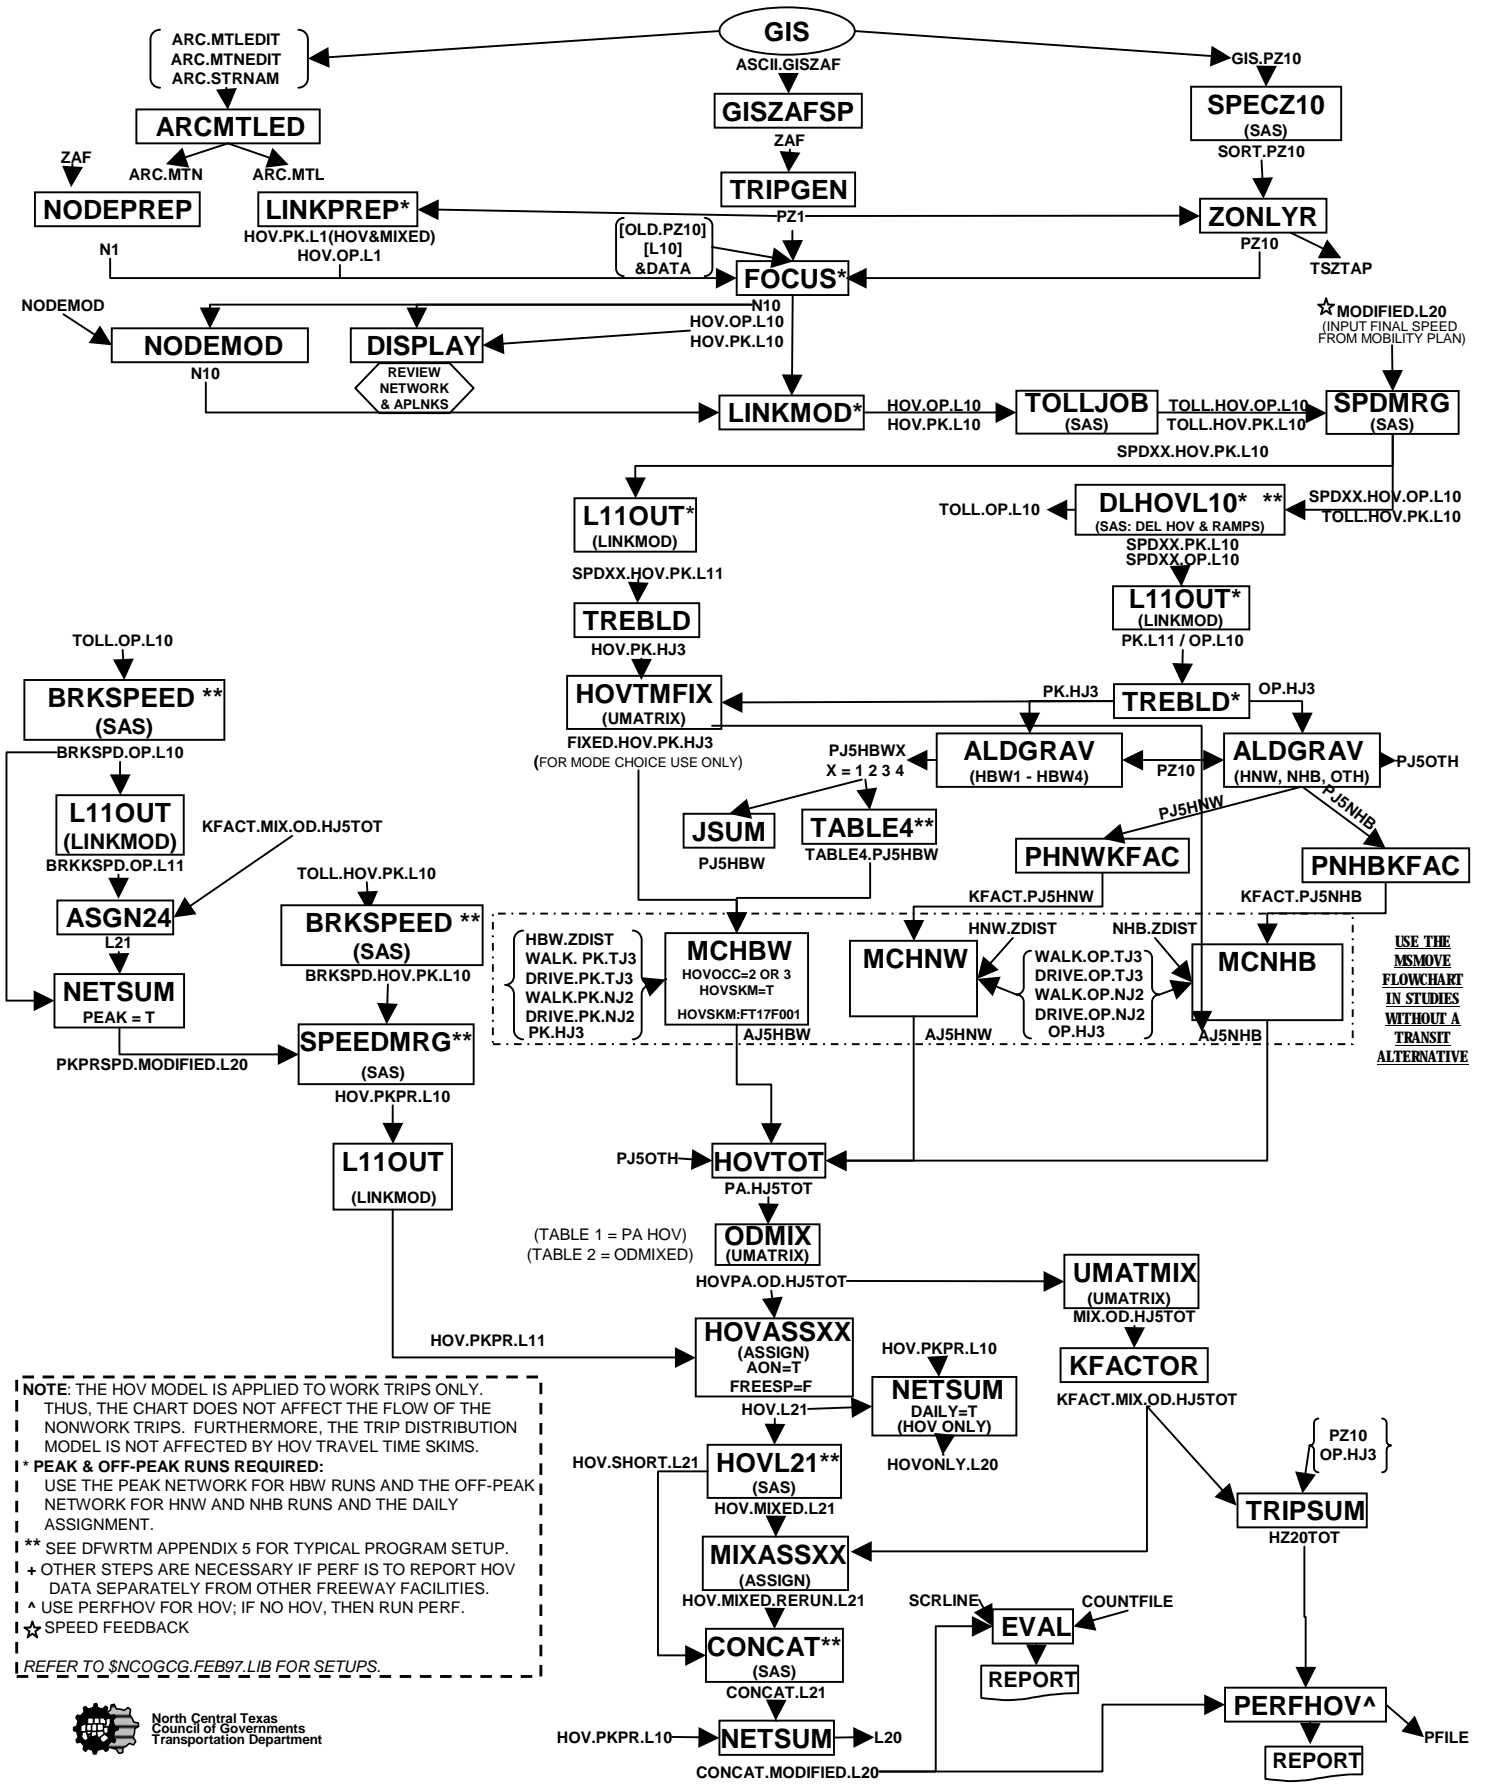 GIS
ARC.MTLEDIT
ARC.MTNEDIT
ARC.STRNAM
ASCII.GISZAF
GIS.PZ10
ARCMTLED
GISZAFSP
SPECZ10
(SAS)
ZAF
ARC.MTN
ARC.MTL
ZAF
SORT.PZ10
NODEPREP
LINKPREP*
TRIPGEN
ZONLYR
HOV.PK.L1(HOV&MIXED)
HOV.OP.L1
N1
PZ1
[OLD.PZ10]
[L10]
&DATA
PZ10
TSZTAP
FOCUS*
NODEMOD
N10
HOV.OP.L10
HOV.PK.L10
MODIFIED.L20
(INPUT FINAL SPEED
FROM MOBILITY PLAN)
NODEMOD
DISPLAY
REVIEW
NETWORK
& APLNKS
N10
LINKMOD*
HOV.OP.L10
HOV.PK.L10
TOLLJOB
(SAS)
TOLL.HOV.OP.L10
TOLL.HOV.PK.L10
SPDMRG
(SAS)
SPDXX.HOV.PK.L10
L11OUT*
(LINKMOD)
TOLL.OP.L10
DLHOVL10* **
(SAS: DEL HOV & RAMPS)
SPDXX.HOV.OP.L10
TOLL.HOV.PK.L10
SPDXX.PK.L10
SPDXX.OP.L10
SPDXX.HOV.PK.L11
L11OUT*
(LINKMOD)
TREBLD
HOV.PK.HJ3
PK.L11 / OP.L10
TOLL.OP.L10
BRKSPEED **
(SAS)
HOVTMFIX
(UMATRIX)
PK.HJ3
TREBLD*
OP.HJ3
BRKSPD.OP.L10
FIXED.HOV.PK.HJ3
(FOR MODE CHOICE USE ONLY)
PJ5HBWX
X = 1 2 3 4
ALDGRAV
(HBW1 - HBW4)
PZ10
ALDGRAV
(HNW, NHB, OTH)
PJ5OTH
L11OUT
(LINKMOD)
KFACT.MIX.OD.HJ5TOT
JSUM
PJ5HBW
TABLE4**
TABLE4.PJ5HBW
PJ5HNW
PJ5NHB
PHNWKFAC
PNHBKFAC
BRKKSPD.OP.L11
TOLL.HOV.PK.L10
KFACT.PJ5HNW
KFACT.PJ5NHB
ASGN24
L21
BRKSPEED **
(SAS)
BRKSPD.HOV.PK.L10
HBW.ZDIST
WALK. PK.TJ3
DRIVE.PK.TJ3
WALK.PK.NJ2
DRIVE.PK.NJ2
PK.HJ3
MCHBW
HOVOCC=2 OR 3
HOVSKM=T
HOVSKM:FT17F001
AJ5HBW
MCHNW
AJ5HNW
HNW.ZDIST
NHB.ZDIST
WALK.OP.TJ3
DRIVE.OP.TJ3
WALK.OP.NJ2
DRIVE.OP.NJ2
OP.HJ3
MCNHB
AJ5NHB
USE THE
MSMOVE
FLOWCHART
IN STUDIES
WITHOUT A
TRANSIT
ALTERNATIVE
NETSUM
PEAK = T
PKPRSPD.MODIFIED.L20
SPEEDMRG**
(SAS)
HOV.PKPR.L10
L11OUT
(LINKMOD)
PJ5OTH
HOVTOT
PA.HJ5TOT
(TABLE 1 = PA HOV)
(TABLE 2 = ODMIXED)
ODMIX
(UMATRIX)
HOVPA.OD.HJ5TOT
UMATMIX
(UMATRIX)
MIX.OD.HJ5TOT
HOV.PKPR.L11
HOVASSXX
(ASSIGN)
AON=T
FREESP=F
HOV.PKPR.L10
KFACTOR
KFACT.MIX.OD.HJ5TOT
NETSUM
DAILY=T
(HOV ONLY)
HOV.L21
HOVONLY.L20
HOV.SHORT.L21
HOVL21**
(SAS)
HOV.MIXED.L21
PZ10
OP.HJ3
TRIPSUM
HZ20TOT
MIXASSXX
(ASSIGN)
HOV.MIXED.RERUN.L21
SCRLINE
COUNTFILE
EVAL
REPORT
CONCAT**
(SAS)
CONCAT.L21
HOV.PKPR.L10
NETSUM
L20
CONCAT.MODIFIED.L20
PERFHOV^
PFILE
REPORT
NOTE: THE HOV MODEL IS APPLIED TO WORK TRIPS ONLY.
THUS, THE CHART DOES NOT AFFECT THE FLOW OF THE
NONWORK TRIPS. FURTHERMORE, THE TRIP DISTRIBUTION
MODEL IS NOT AFFECTED BY HOV TRAVEL TIME SKIMS.
* PEAK & OFF-PEAK RUNS REQUIRED:
USE THE PEAK NETWORK FOR HBW RUNS AND THE OFF-PEAK
NETWORK FOR HNW AND NHB RUNS AND THE DAILY
ASSIGNMENT.
** SEE DFWRTM APPENDIX 5 FOR TYPICAL PROGRAM SETUP.
+ OTHER STEPS ARE NECESSARY IF PERF IS TO REPORT HOV
DATA SEPARATELY FROM OTHER FREEWAY FACILITIES.
^ USE PERFHOV FOR HOV; IF NO HOV, THEN RUN PERF.
SPEED FEEDBACK
REFER TO $NCOGCG.FEB97.LIB FOR SETUPS.
North Central Texas
Council of Governments
Transportation Department